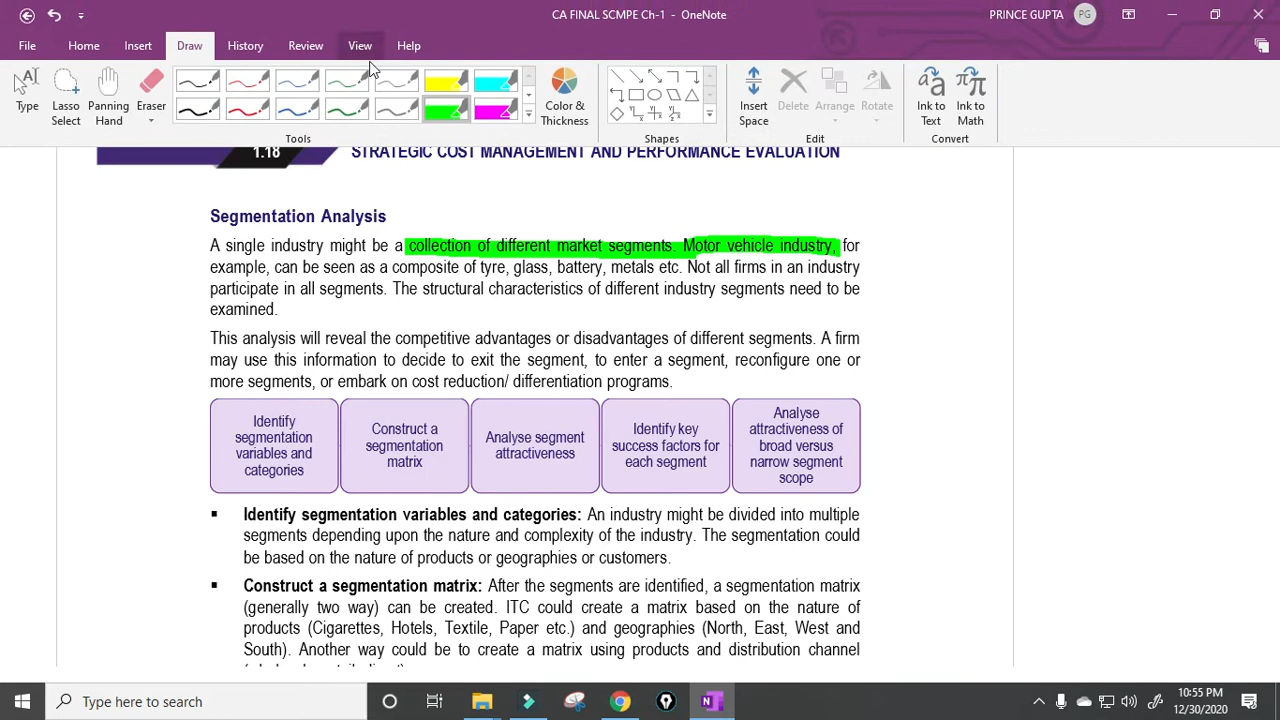 CA FINAL SCMPE Ch-1 - OneNote
PRINCE GUPTA PG
File Home Insert Draw History Review View Help
Type Lasso Select Panning Hand Eraser Color & Thickness Insert Space Delete Arrange Rotate Ink to Text Ink to Math
Tools Shapes Edit Convert
1.18 STRATEGIC COST MANAGEMENT AND PERFORMANCE EVALUATION
Segmentation Analysis
A single industry might be a collection of different market segments. Motor vehicle industry, for
example, can be seen as a composite of tyre, glass, battery, metals etc. Not all firms in an industry
participate in all segments. The structural characteristics of different industry segments need to be
examined.
This analysis will reveal the competitive advantages or disadvantages of different segments. A firm
may use this information to decide to exit the segment, to enter a segment, reconfigure one or
more segments, or embark on cost reduction/ differentiation programs.
Identify
segmentation
variables and
categories
Construct a
segmentation
matrix
Analyse segment
attractiveness
Identify key
success factors for
each segment
Analyse
attractiveness of
broad versus
narrow segment
scope
▪ Identify segmentation variables and categories: An industry might be divided into multiple
segments depending upon the nature and complexity of the industry. The segmentation could
be based on the nature of products or geographies or customers.
▪ Construct a segmentation matrix: After the segments are identified, a segmentation matrix
(generally two way) can be created. ITC could create a matrix based on the nature of
products (Cigarettes, Hotels, Textile, Paper etc.) and geographies (North, East, West and
South). Another way could be to create a matrix using products and distribution channel
Type here to search
10:55 PM
12/30/2020